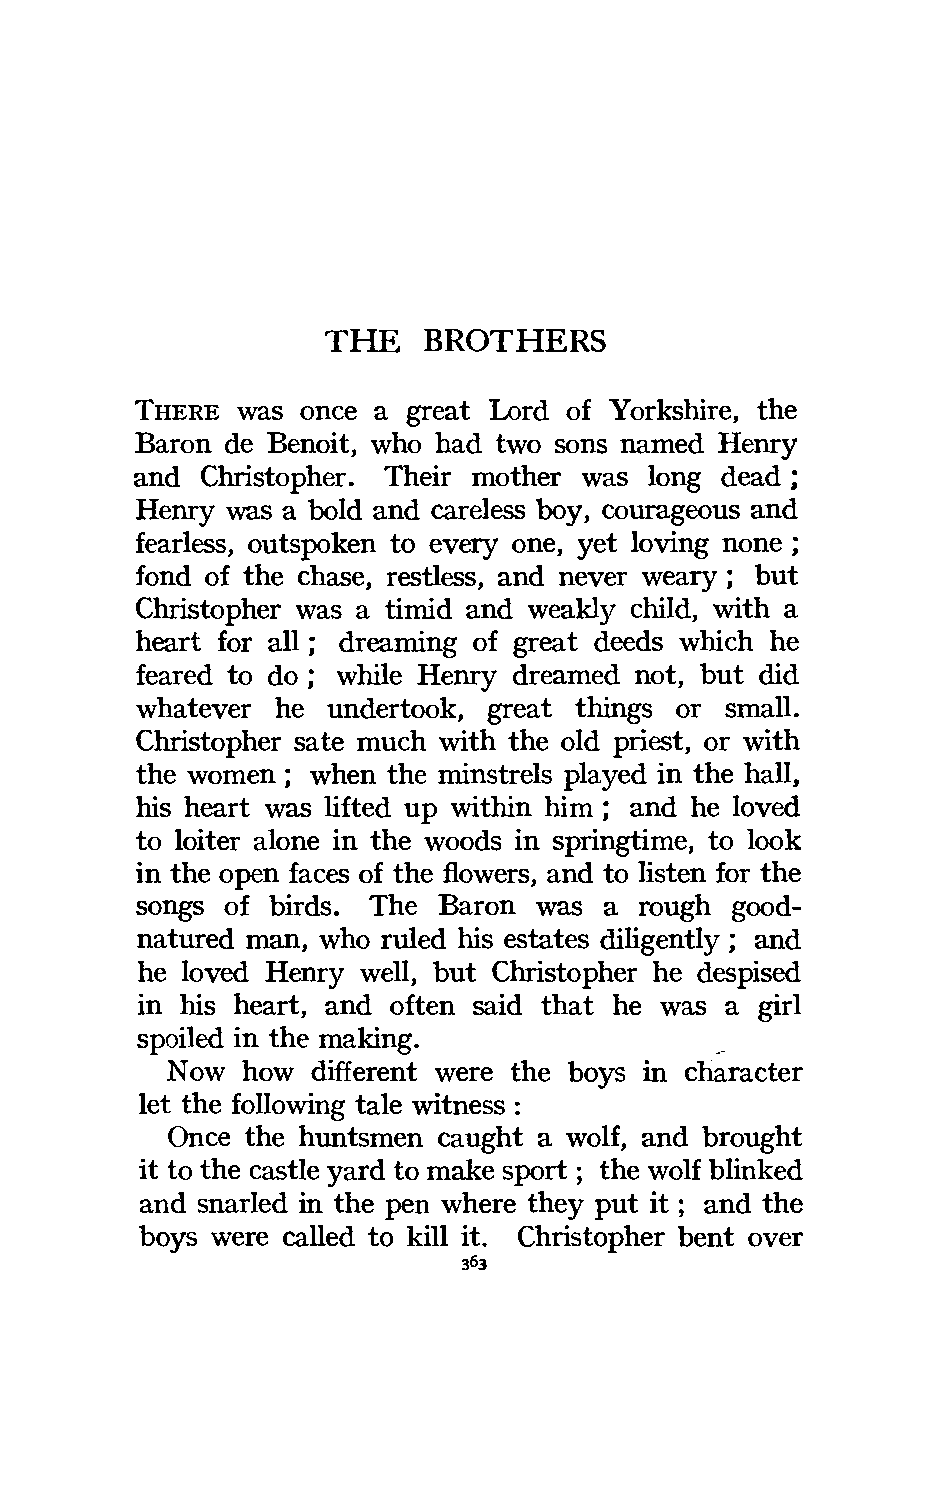 THE BROTHERS
THERE was once a great Lord of Yorkshire, the
Baron de Benoit, who had two sons named Henry
and Christopher. Their mother was long dead ;
Henry was a bold and careless boy, courageous and
fearless, outspoken to every one, yet loving none ;
fond of the chase, restless, and never weary ; but
Christopher was a timid and weakly child, with a
heart for all ; dreaming of great deeds which he
feared to do ; while Henry dreamed not, but did
whatever he undertook, great things or small.
Christopher sate much with the old priest, or with
the women ; when the minstrels played in the hall,
his heart was lifted up within him ; and he loved
to loiter alone in the woods in springtime, to look
in the open faces of the flowers, and to listen for the
songs of birds. The Baron was a rough good-
natured man, who ruled his estates diligently ; and
he loved Henry well, but Christopher he despised
in his heart, and often said that he was a girl
spoiled in the making.
Now how different were the boys in character
let the following tale witness :
Once the huntsmen caught a wolf, and brought
it to the castle yard to make sport ; the wolf blinked
and snarled in the pen where they put it ; and the
boys were called to kill it. Christopher bent over
363